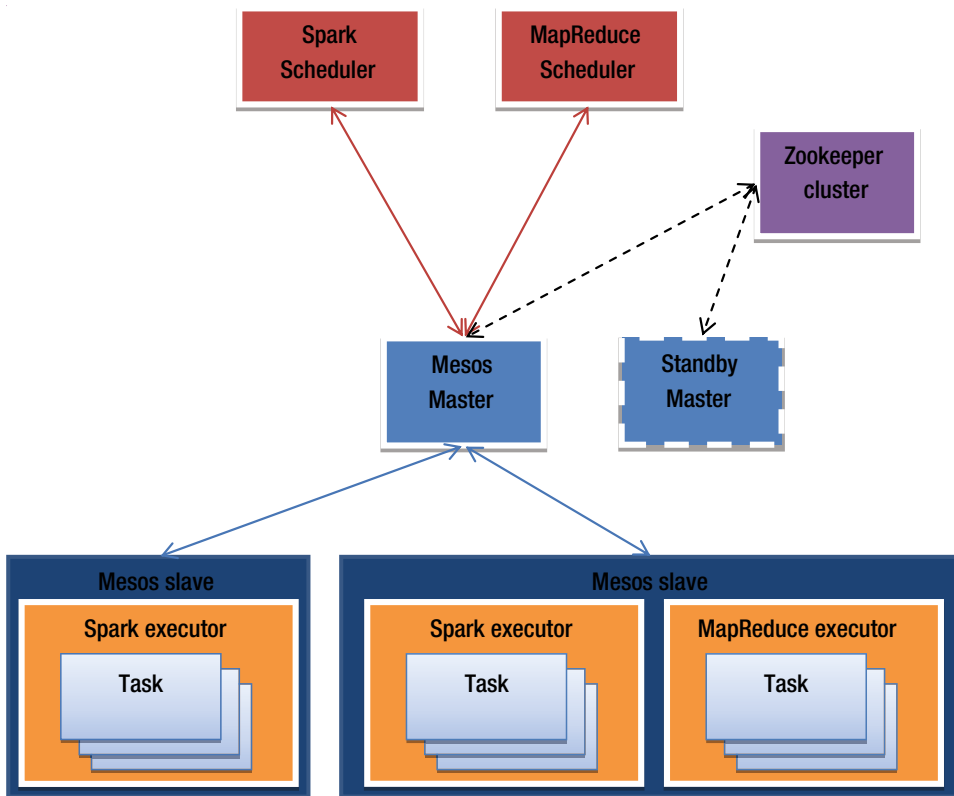 Spark
Scheduler
MapReduce
Scheduler
Zookeeper
cluster
Mesos
Master
Standby
Master
Mesos slave
Spark executor
Task
Mesos slave
Spark executor
Task
MapReduce executor
Task